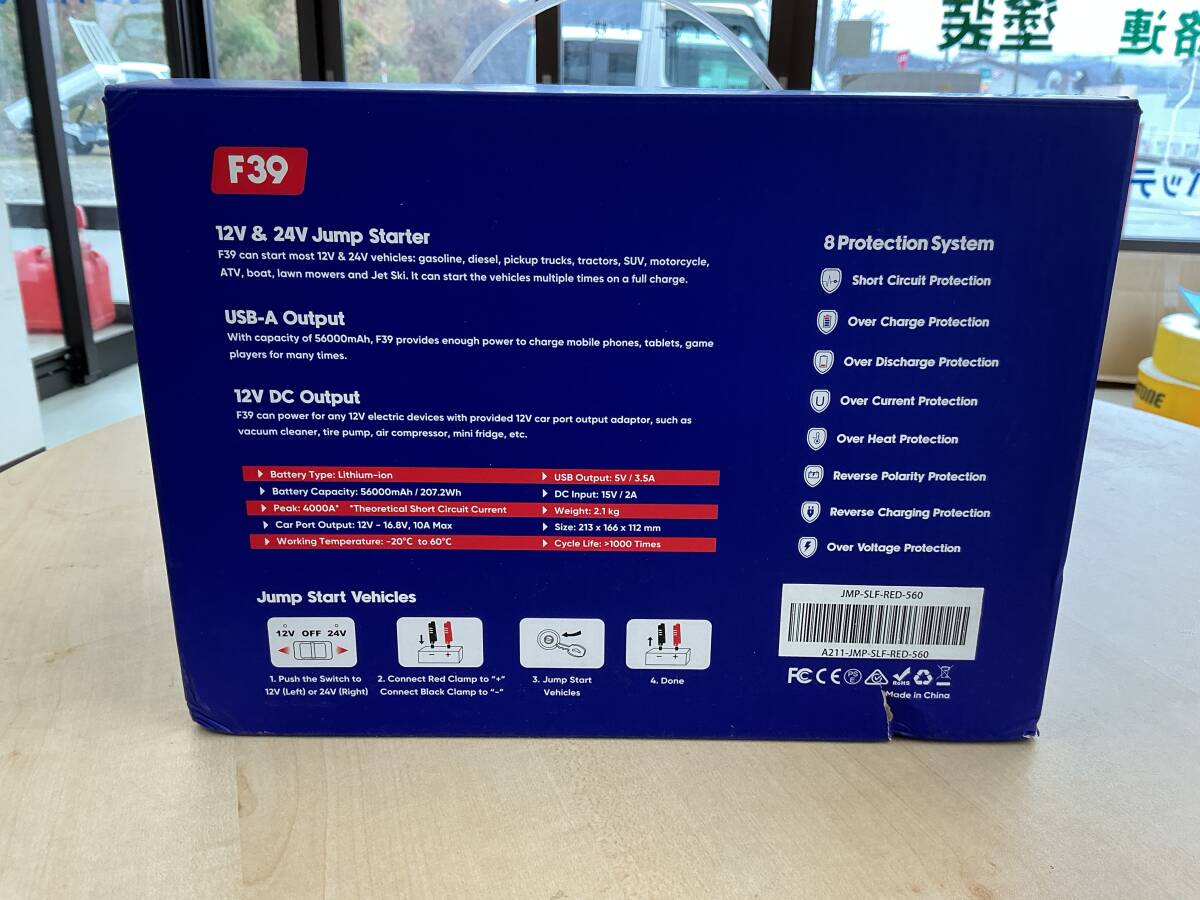 塗装
連絡
バッテ
F39
12V & 24V Jump Starter
F39 can start most 12V & 24V vehicles: gasoline, diesel, pickup trucks, tractors, SUV, motorcycle,
ATV, boat, lawn mowers and Jet Ski. It can start the vehicles multiple times on a full charge.
USB-A Output
With capacity of 56000mAh, F39 provides enough power to charge mobile phones, tablets, game
players for many times.
12V DC Output
F39 can power for any 12V electric devices with provided 12V car port output adaptor, such as
vacuum cleaner, tire pump, air compressor, mini fridge, etc.
Battery Type: Lithium-ion
Battery Capacity: 56000mAh / 207.2Wh
Peak: 4000A* *Theoretical Short Circuit Current
Car Port Output: 12V - 16.8V, 10A Max
Working Temperature: -20°C to 60°C
USB Output: 5V / 3.5A
DC Input: 15V / 2A
Weight: 2.1 kg
Size: 213 x 166 x 112 mm
Cycle Life: >1000 Times
Jump Start Vehicles
12V OFF 24V
1. Push the Switch to
12V (Left) or 24V (Right)
2. Connect Red Clamp to "+"
Connect Black Clamp to "-"
3. Jump Start
Vehicles
4. Done
8 Protection System
Short Circuit Protection
Over Charge Protection
Over Discharge Protection
Over Current Protection
Over Heat Protection
Reverse Polarity Protection
Reverse Charging Protection
Over Voltage Protection
JMP-SLF-RED-560
A211-JMP-SLF-RED-560
FC CE PSE RoHS
Made in China